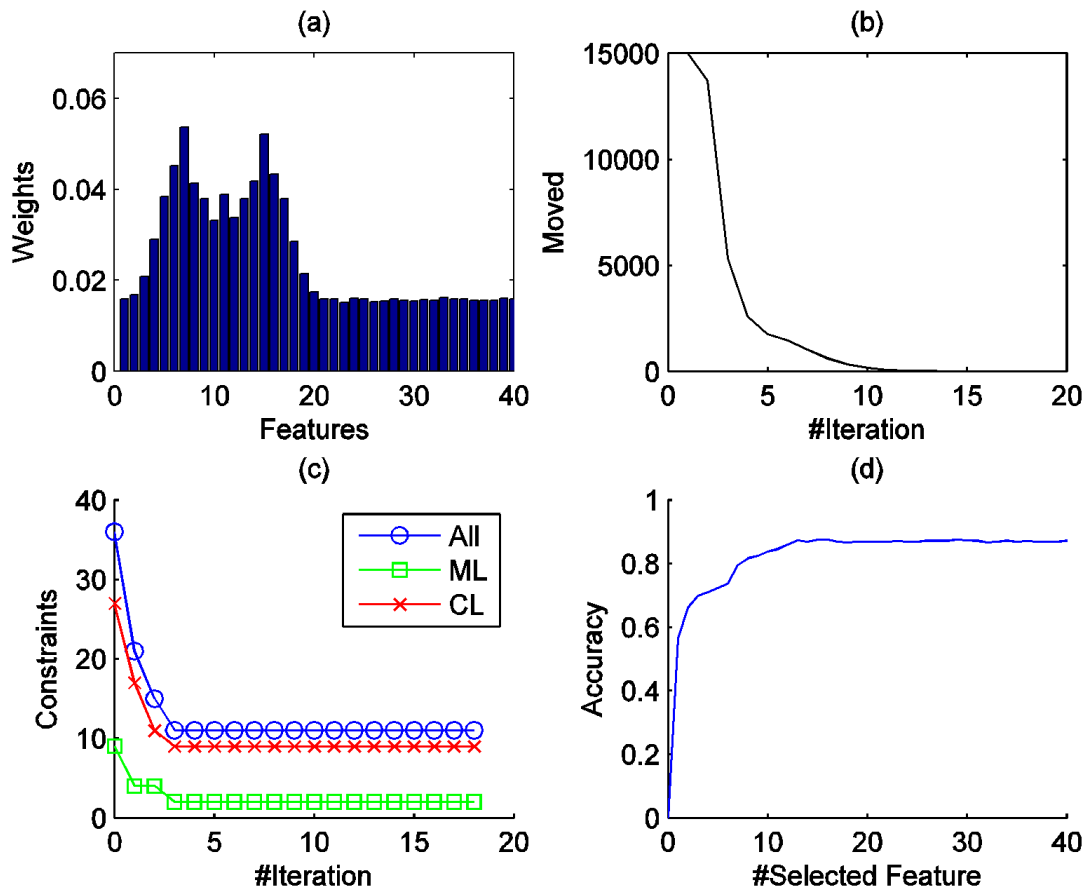 (a)
0.06
0.04
0.02
0
Weights
0 10 20 30 40
Features
(b)
15000
10000
5000
0
Moved
0 5 10 15 20
#Iteration
(c)
40
30
20
10
0
Constraints
All
ML
CL
0 5 10 15 20
#Iteration
(d)
1
0.8
0.6
0.4
0.2
0
Accuracy
0 10 20 30 40
#Selected Feature